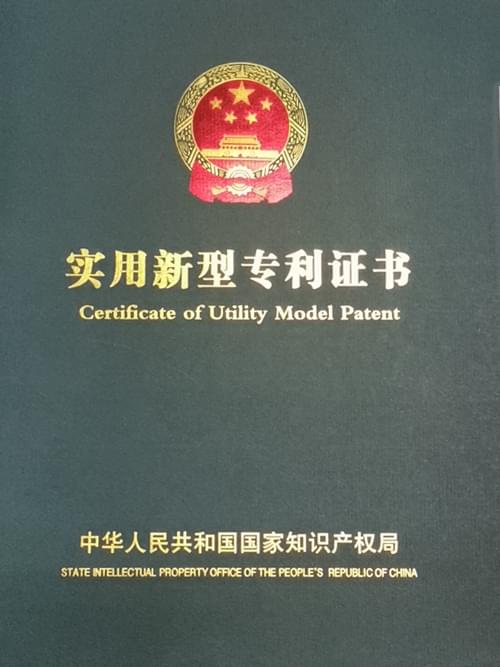 实用新型专利证书
Certificate of Utility Model Patent
中华人民共和国国家知识产权局
STATE INTELLECTUAL PROPERTY OFFICE OF THE PEOPLE'S REPUBLIC OF CHINA